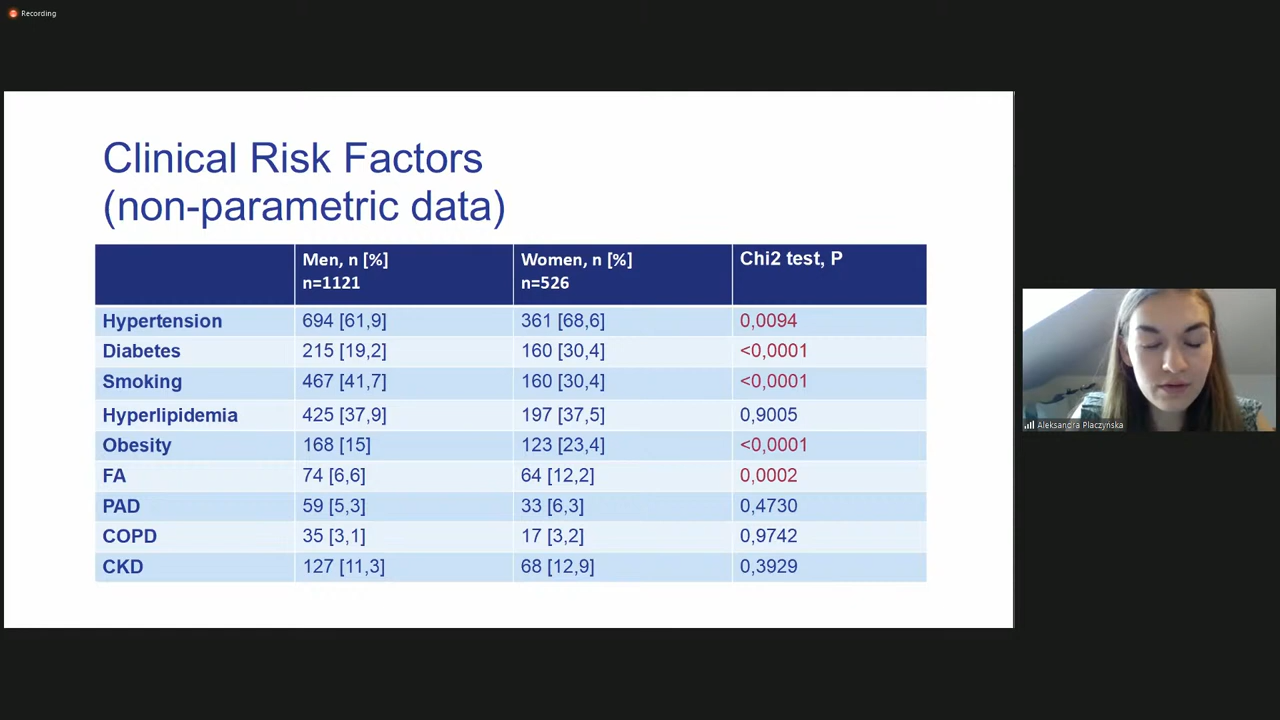 Recording
Clinical Risk Factors
(non-parametric data)
Men, n [%] Women, n [%] Chi2 test, P
n=1121 n=526
Hypertension 694 [61,9] 361 [68,6] 0,0094
Diabetes 215 [19,2] 160 [30,4] <0,0001
Smoking 467 [41,7] 160 [30,4] <0,0001
Hyperlipidemia 425 [37,9] 197 [37,5] 0,9005
Obesity 168 [15] 123 [23,4] <0,0001
FA 74 [6,6] 64 [12,2] 0,0002
PAD 59 [5,3] 33 [6,3] 0,4730
COPD 35 [3,1] 17 [3,2] 0,9742
CKD 127 [11,3] 68 [12,9] 0,3929
Aleksandra Płaczyńska